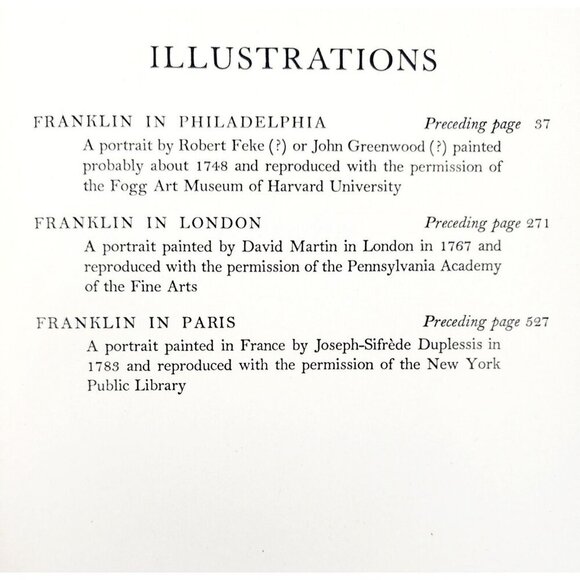 ILLUSTRATIONS
FRANKLIN IN PHILADELPHIA Preceding page 37
A portrait by Robert Feke (?) or John Greenwood (?) painted
probably about 1748 and reproduced with the permission of
the Fogg Art Museum of Harvard University
FRANKLIN IN LONDON Preceding page 271
A portrait painted by David Martin in London in 1767 and
reproduced with the permission of the Pennsylvania Academy
of the Fine Arts
FRANKLIN IN PARIS Preceding page 527
A portrait painted in France by Joseph-Sifrède Duplessis in
1783 and reproduced with the permission of the New York
Public Library